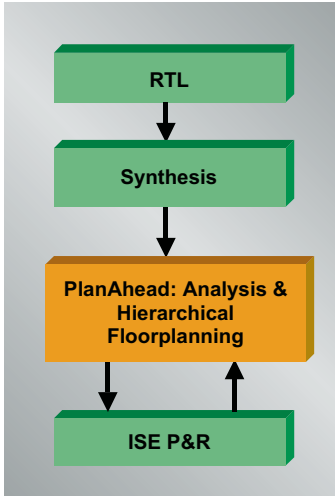 RTL
Synthesis
PlanAhead: Analysis &
Hierarchical
Floorplanning
ISE P&R